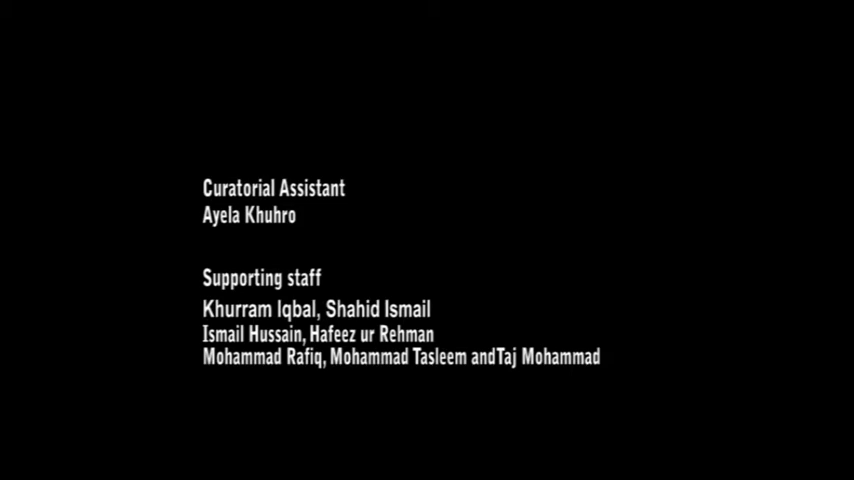 Curatorial Assistant
Ayela Khuhro
Supporting staff
Khurram Iqbal, Shahid Ismail
Ismail Hussain, Hafeez ur Rehman
Mohammad Rafiq, Mohammad Tasleem andTaj Mohammad